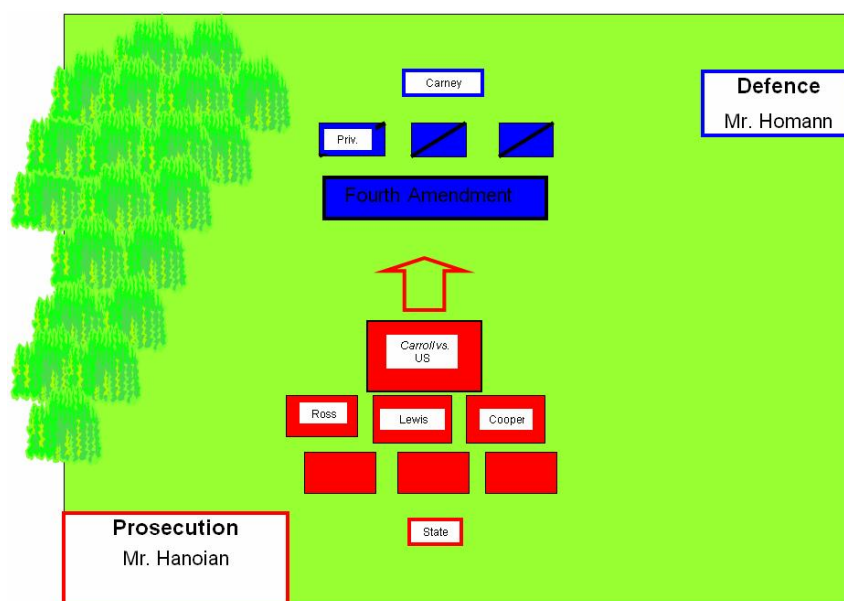 Carney
Defence
Mr. Homann
Priv.
Fourth Amendment
Carroll vs.
US
Ross
Lewis
Cooper
Prosecution
Mr. Hanoian
State